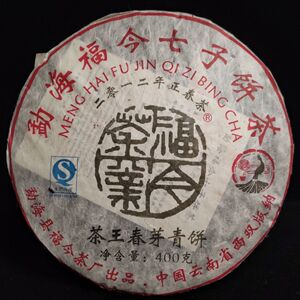 勐海福今七子饼茶
MENG HAI FU JIN QI ZI BING CHA
二零一二年正春茶®
福今茶業
茶王春芽青饼
净含量:400克
勐海县福今茶厂出品·中国云南省西双版纳